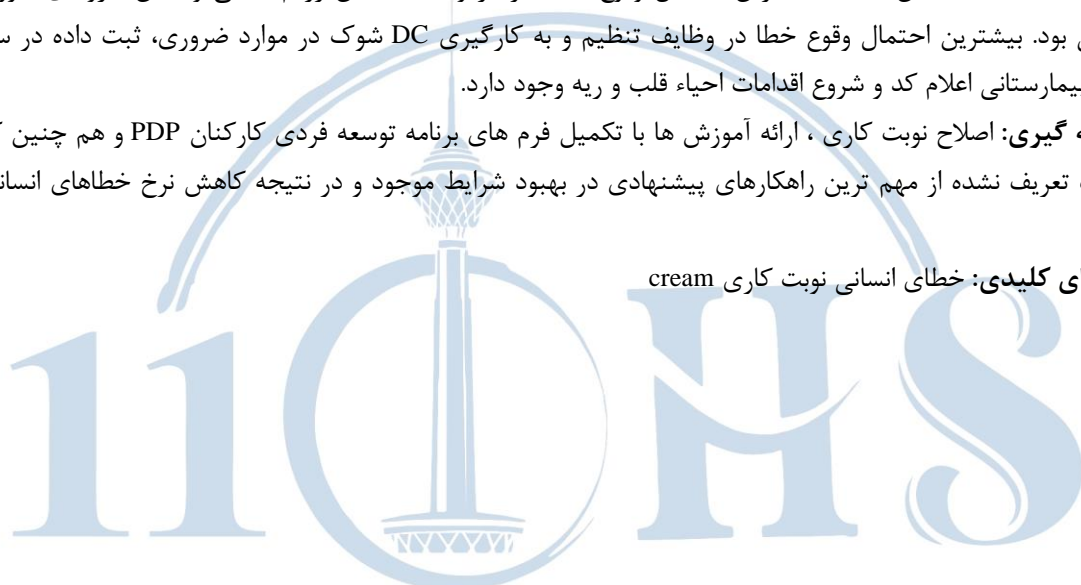 بود. بیشترین احتمال وقوع خطا در وظایف تنظیم و به کارگیری DC شوک در موارد ضروری، ثبت داده در
بیمارستانی اعلام کد و شروع اقدامات احیاء قلب و ریه وجود دارد.
گیری: اصلاح نوبت کاری ، ارائه آموزش ها با تکمیل فرم های برنامه توسعه فردی کارکنان PDP و هم چنین
تعریف نشده از مهم ترین راهکارهای پیشنهادی در بهبود شرایط موجود و در نتیجه کاهش نرخ خطاهای
کلیدی: خطای انسانی نوبت کاری cream
11OHS